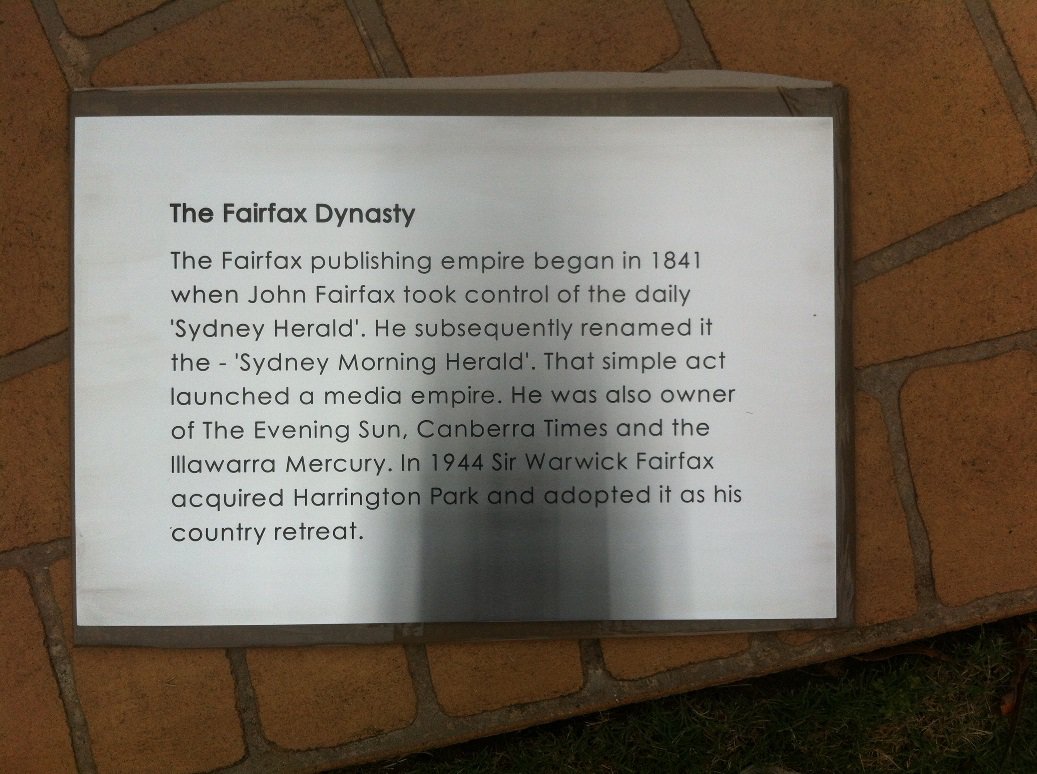 The Fairfax Dynasty
The Fairfax publishing empire began in 1841
when John Fairfax took control of the daily
'Sydney Herald'. He subsequently renamed it
the - 'Sydney Morning Herald'. That simple act
launched a media empire. He was also owner
of The Evening Sun, Canberra Times and the
Illawarra Mercury. In 1944 Sir Warwick Fairfax
acquired Harrington Park and adopted it as his
country retreat.